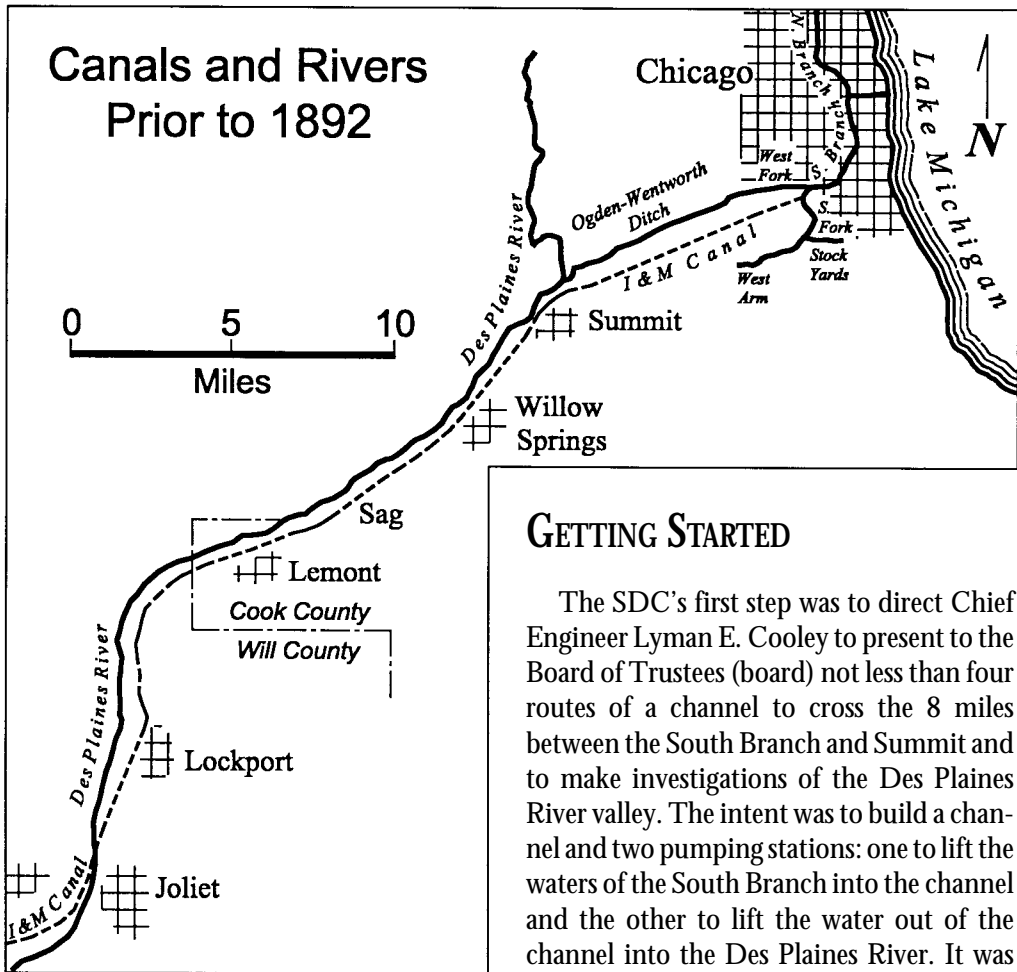 Canals and Rivers
Prior to 1892
Chicago
N. Branch
S. Branch
Lake Michigan
N
West
Fork
S.
Fork
Stock
Yards
West
Arm
Ogden-Wentworth
Ditch
I & M Canal
Des Plaines River
Summit
0 5 10
Miles
Willow
Springs
Sag
Lemont
Cook County
Will County
Des Plaines River
Lockport
Joliet
I & M Canal
GETTING STARTED
The SDC's first step was to direct Chief
Engineer Lyman E. Cooley to present to the
Board of Trustees (board) not less than four
routes of a channel to cross the 8 miles
between the South Branch and Summit and
to make investigations of the Des Plaines
River valley. The intent was to build a chan-
nel and two pumping stations: one to lift the
waters of the South Branch into the channel
and the other to lift the water out of the
channel into the Des Plaines River. It was